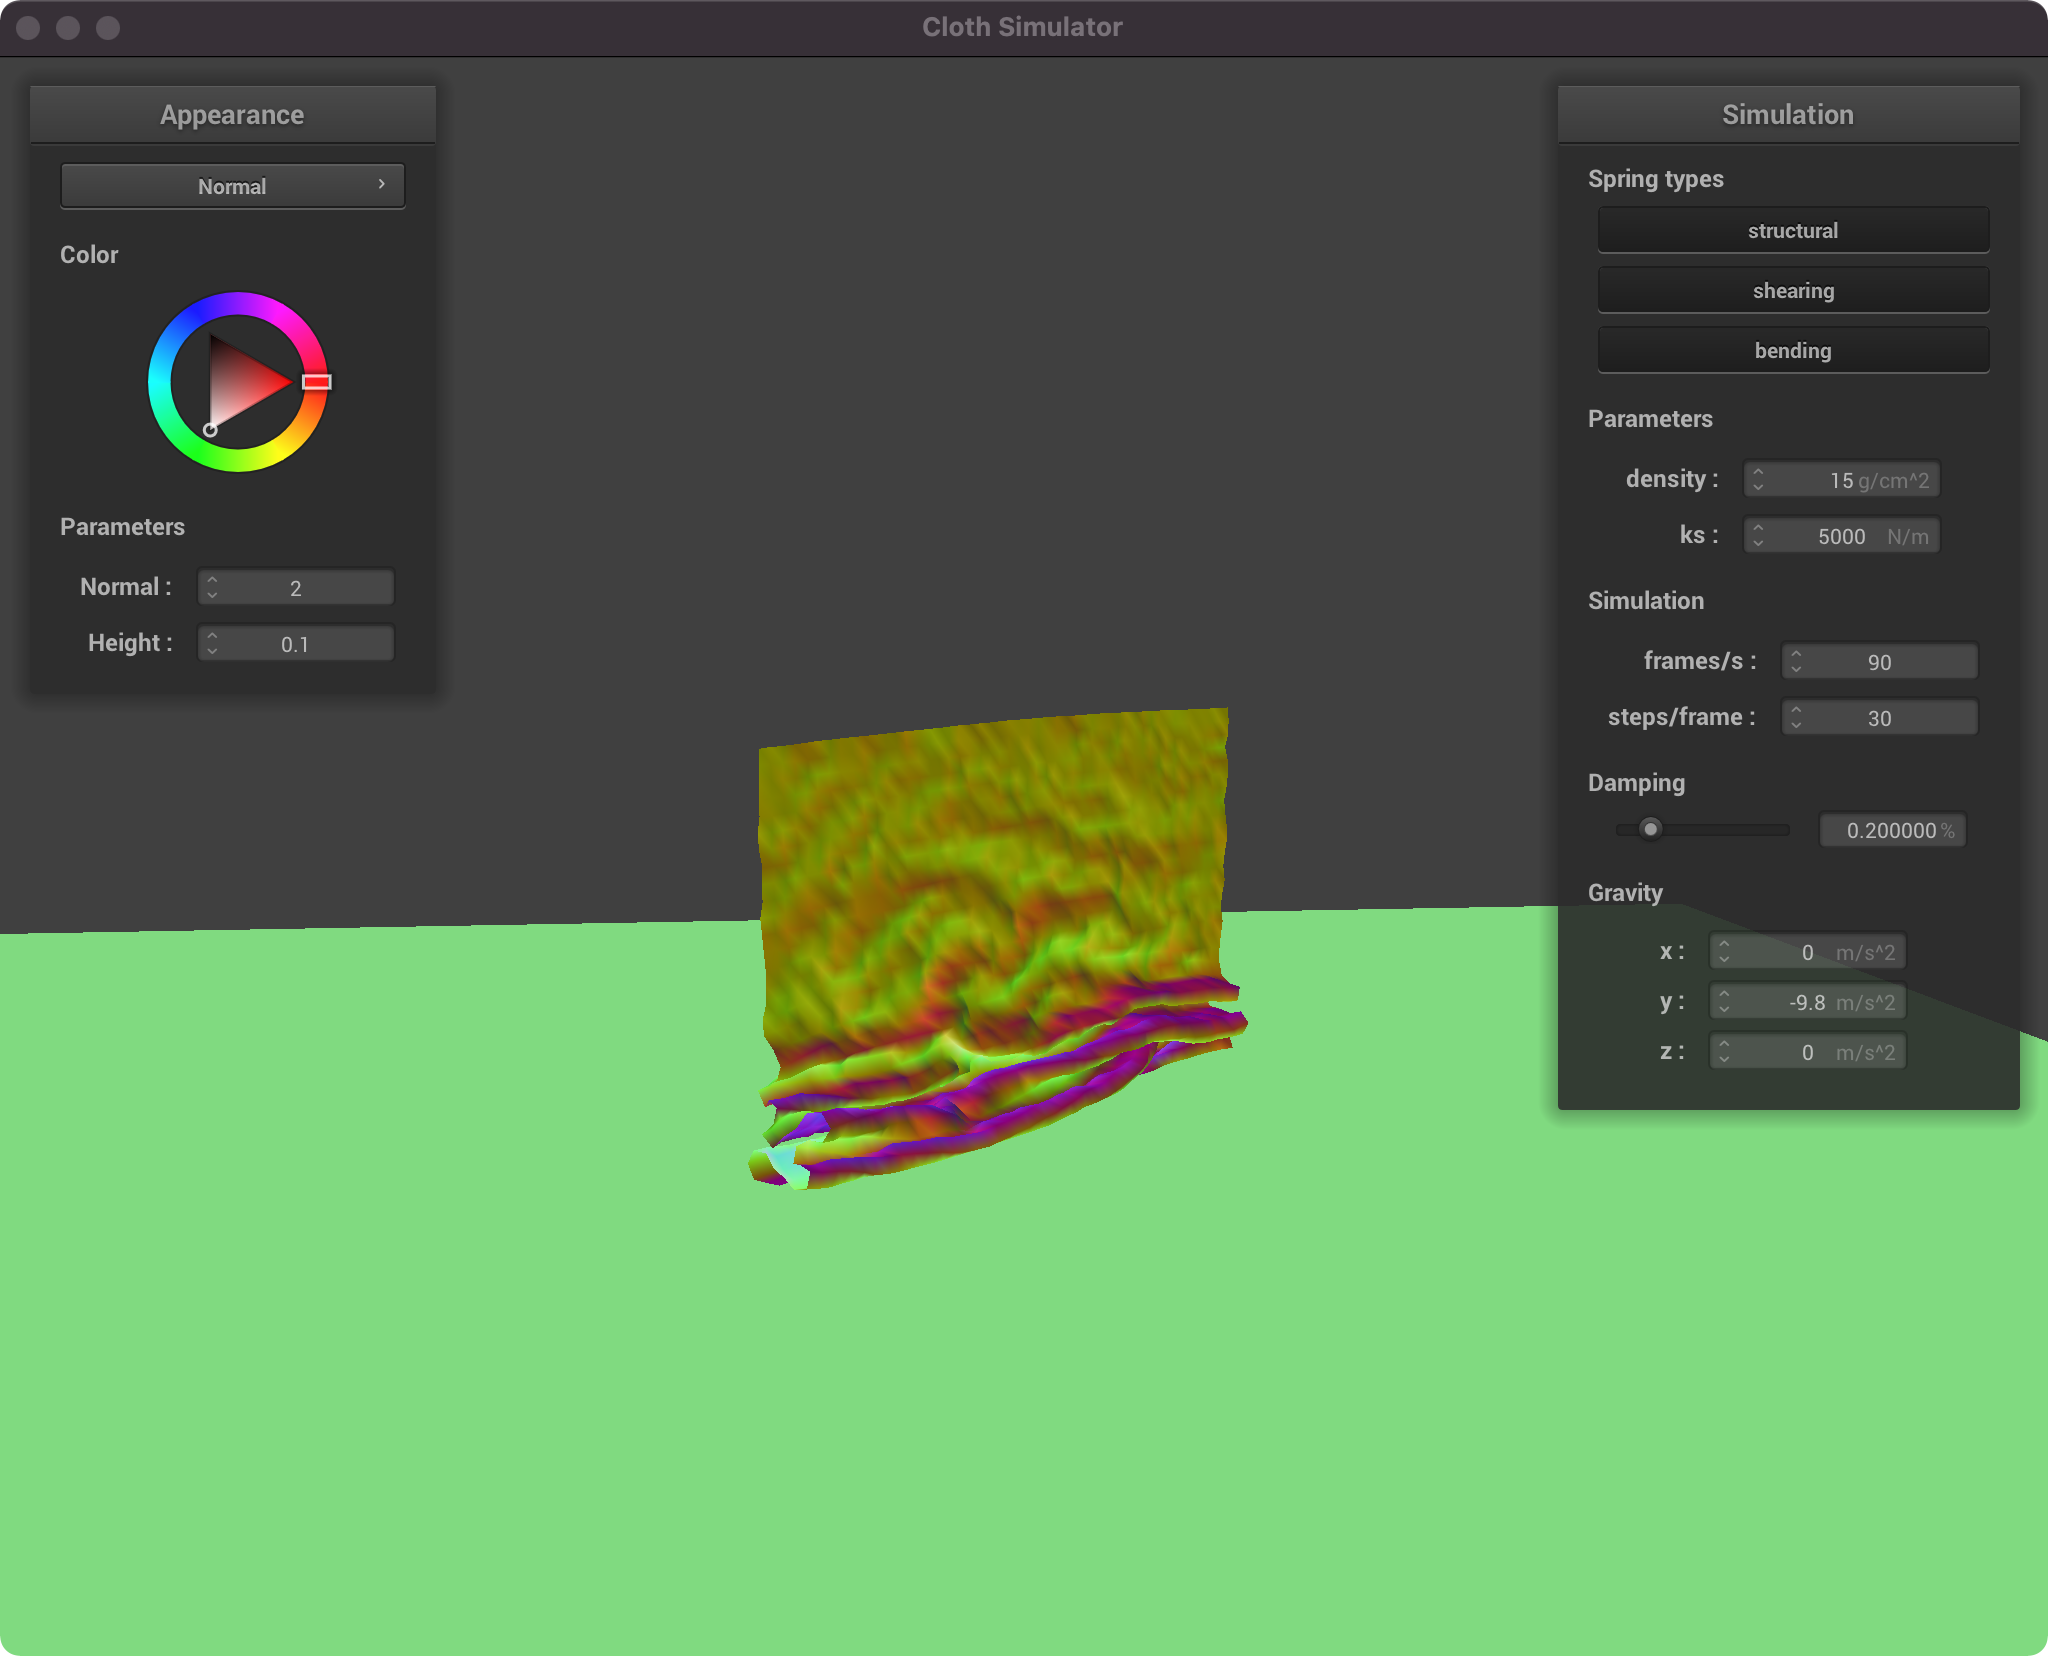 Cloth Simulator
Appearance
Normal
Color
Parameters
Normal : 2
Height : 0.1
Simulation
Spring types
structural
shearing
bending
Parameters
density : 15 g/cm^2
ks : 5000 N/m
Simulation
frames/s : 90
steps/frame : 30
Damping
0.200000 %
Gravity
x : 0 m/s^2
y : -9.8 m/s^2
z : 0 m/s^2